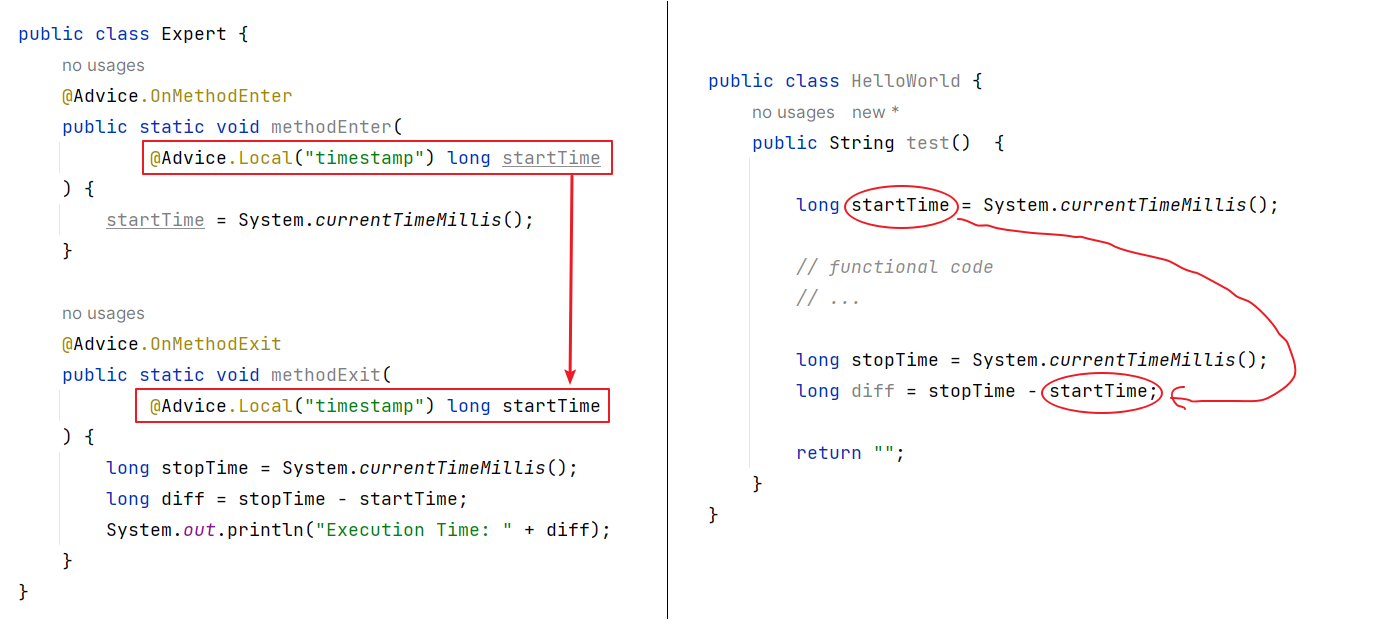 public class Expert {
no usages
@Advice.OnMethodEnter
public static void methodEnter(
@Advice.Local("timestamp") long startTime
) {
startTime = System.currentTimeMillis();
}
no usages
@Advice.OnMethodExit
public static void methodExit(
@Advice.Local("timestamp") long startTime
) {
long stopTime = System.currentTimeMillis();
long diff = stopTime - startTime;
System.out.println("Execution Time: " + diff);
}
}
public class HelloWorld {
no usages new *
public String test() {
long startTime = System.currentTimeMillis();
// functional code
// ...
long stopTime = System.currentTimeMillis();
long diff = stopTime - startTime;
return "";
}
}